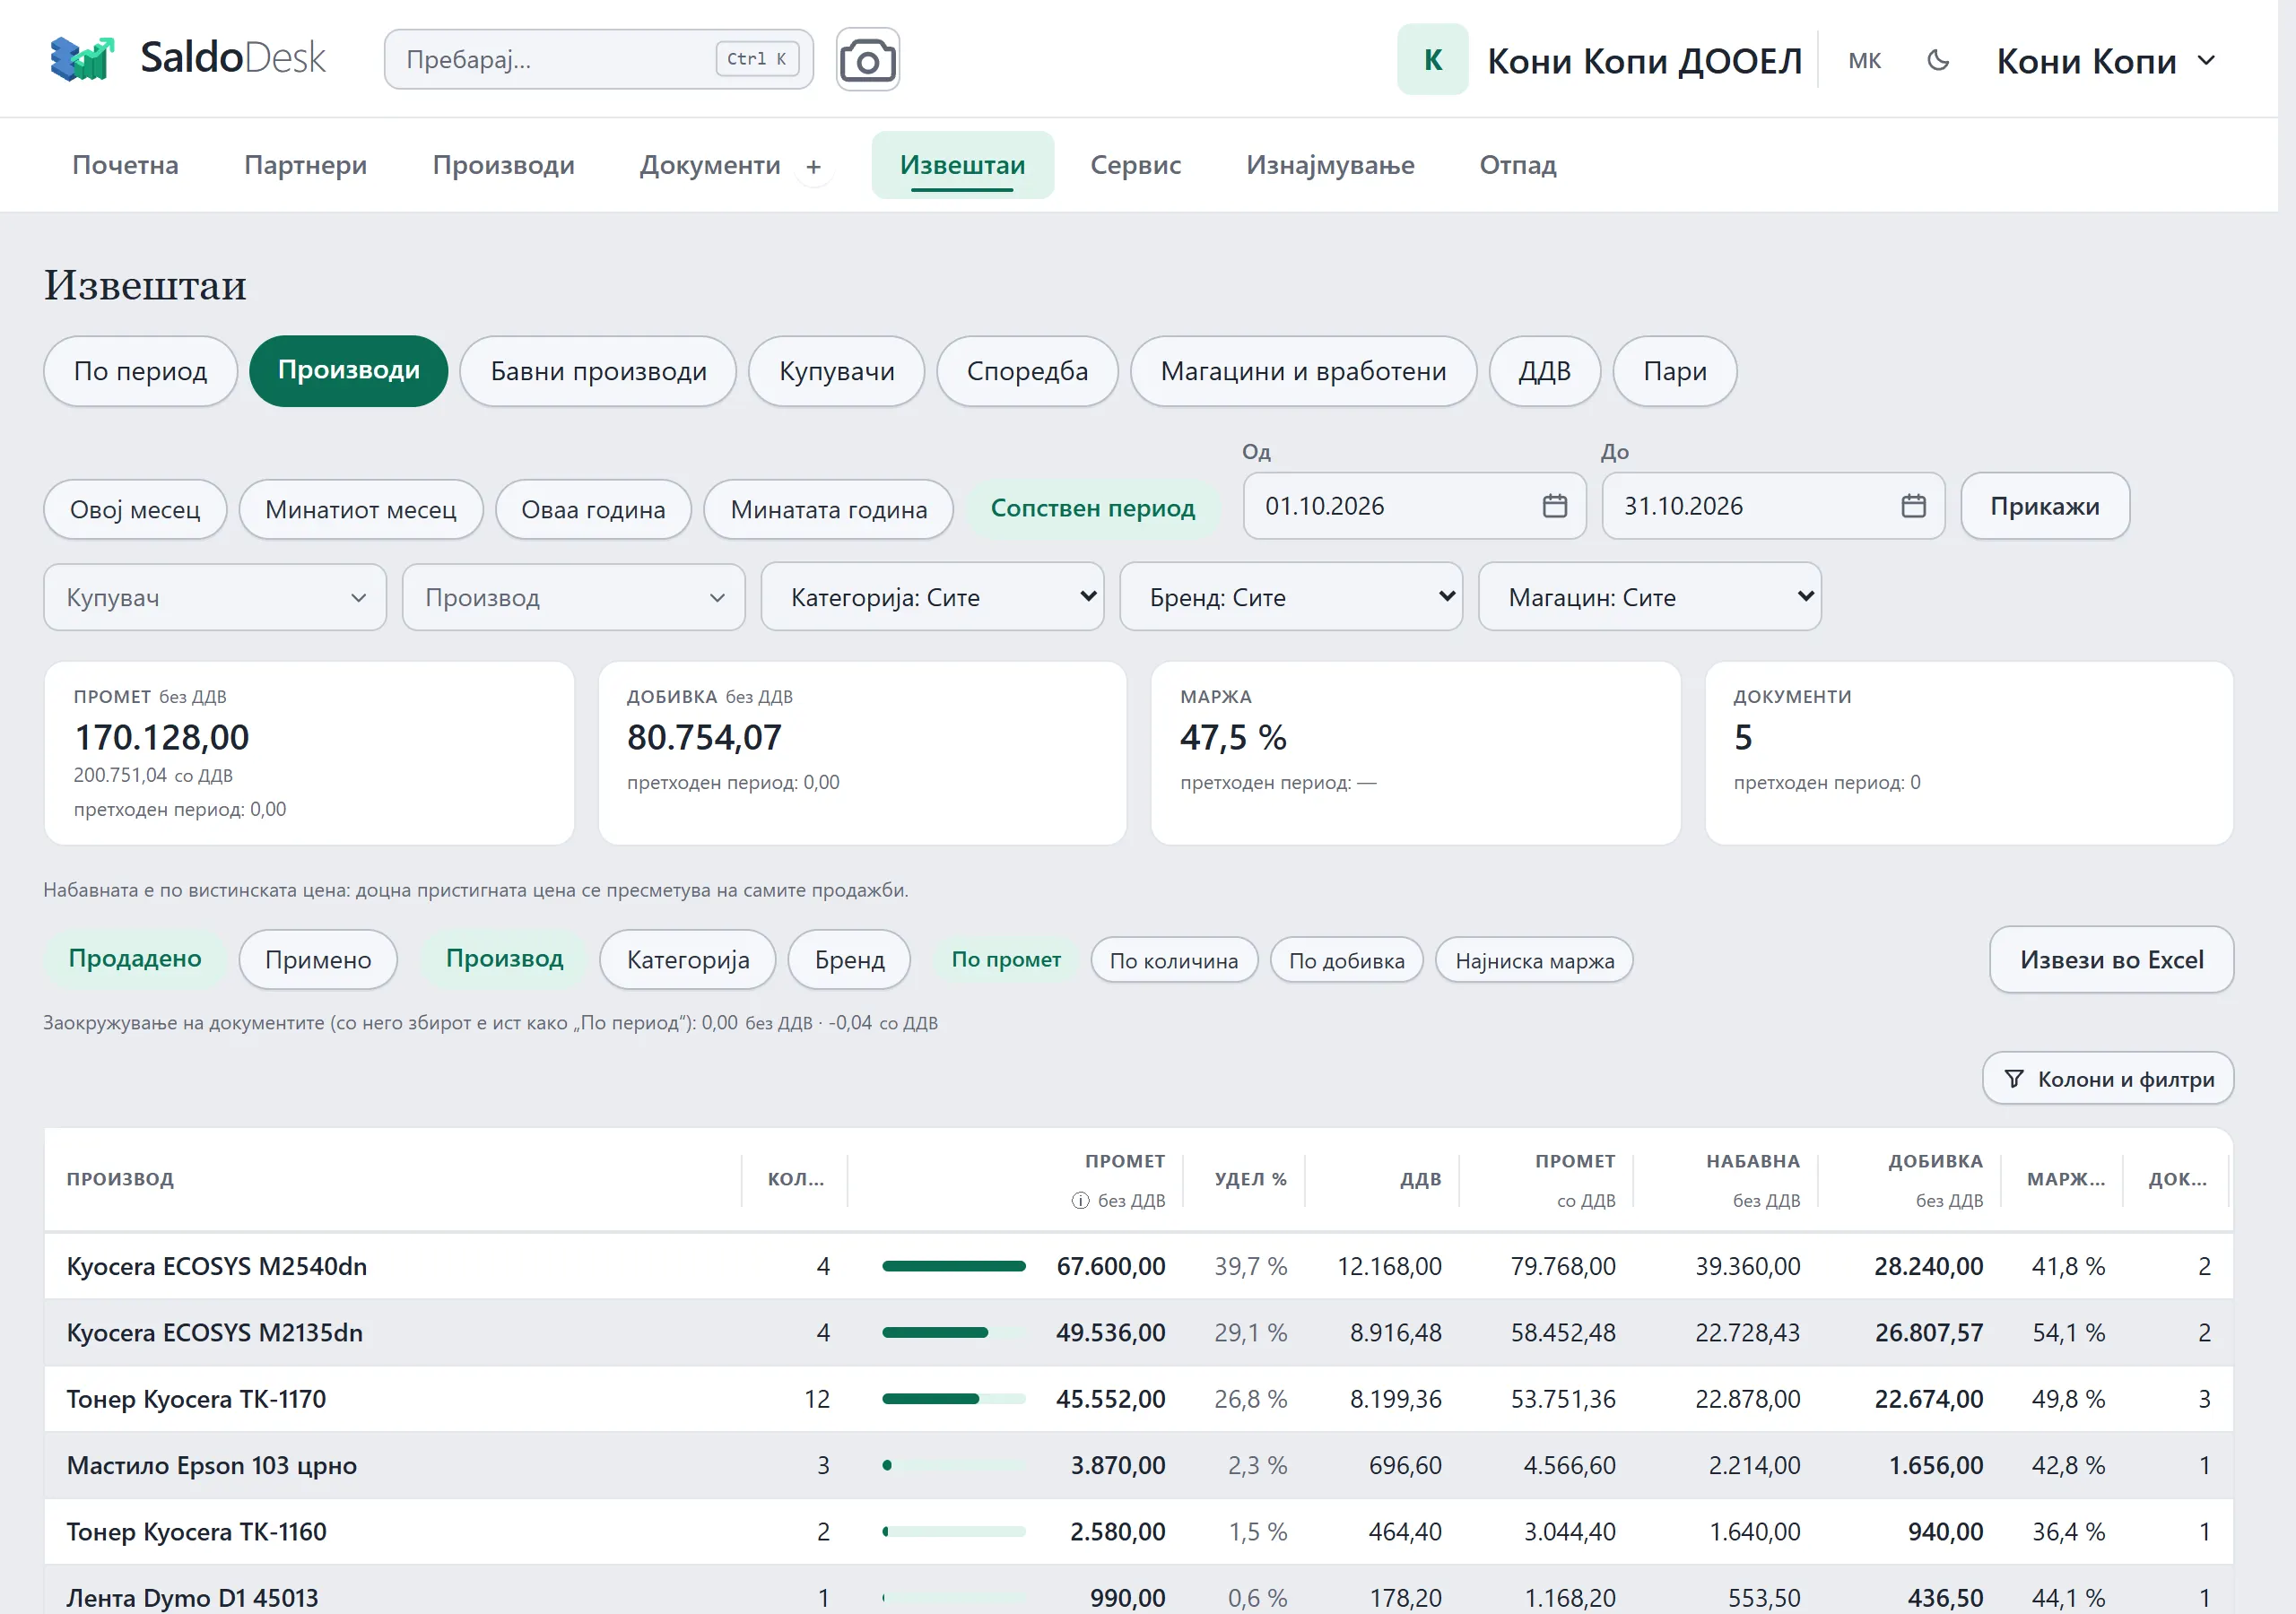 SaldoDesk
Пребарај... Ctrl K
К Кони Копи ДООЕЛ МК Кони Копи
Почетна Партнери Производи Документи + Извештаи Сервис Изнајмување Отпад
Извештаи
По период Производи Бавни производи Купувачи Споредба Магацини и вработени ДДВ Пари
Од До
Овој месец Минатиот месец Оваа година Минатата година Сопствен период 01.10.2026 31.10.2026 Прикажи
Купувач Производ Категорија: Сите Бренд: Сите Магацин: Сите
ПРОМЕТ без ДДВ ДОБИВКА без ДДВ МАРЖА ДОКУМЕНТИ
170.128,00 80.754,07 47,5 % 5
200.751,04 со ДДВ
претходен период: 0,00 претходен период: 0,00 претходен период: — претходен период: 0
Набавната е по вистинската цена: доцна пристигната цена се пресметува на самите продажби.
Продадено Примено Производ Категорија Бренд По промет По количина По добивка Најниска маржа Извези во Excel
Заокружување на документите (со него збирот е ист како „По период“): 0,00 без ДДВ · -0,04 со ДДВ
Колони и филтри
ПРОИЗВОД КОЛ... ПРОМЕТ без ДДВ УДЕЛ % ДДВ ПРОМЕТ со ДДВ НАБАВНА без ДДВ ДОБИВКА без ДДВ МАРЖ... ДОК...
Kyocera ECOSYS M2540dn 4 67.600,00 39,7 % 12.168,00 79.768,00 39.360,00 28.240,00 41,8 % 2
Kyocera ECOSYS M2135dn 4 49.536,00 29,1 % 8.916,48 58.452,48 22.728,43 26.807,57 54,1 % 2
Тонер Kyocera TK-1170 12 45.552,00 26,8 % 8.199,36 53.751,36 22.878,00 22.674,00 49,8 % 3
Мастило Epson 103 црно 3 3.870,00 2,3 % 696,60 4.566,60 2.214,00 1.656,00 42,8 % 1
Тонер Kyocera TK-1160 2 2.580,00 1,5 % 464,40 3.044,40 1.640,00 940,00 36,4 % 1
Лента Dymo D1 45013 1 990,00 0,6 % 178,20 1.168,20 553,50 436,50 44,1 % 1